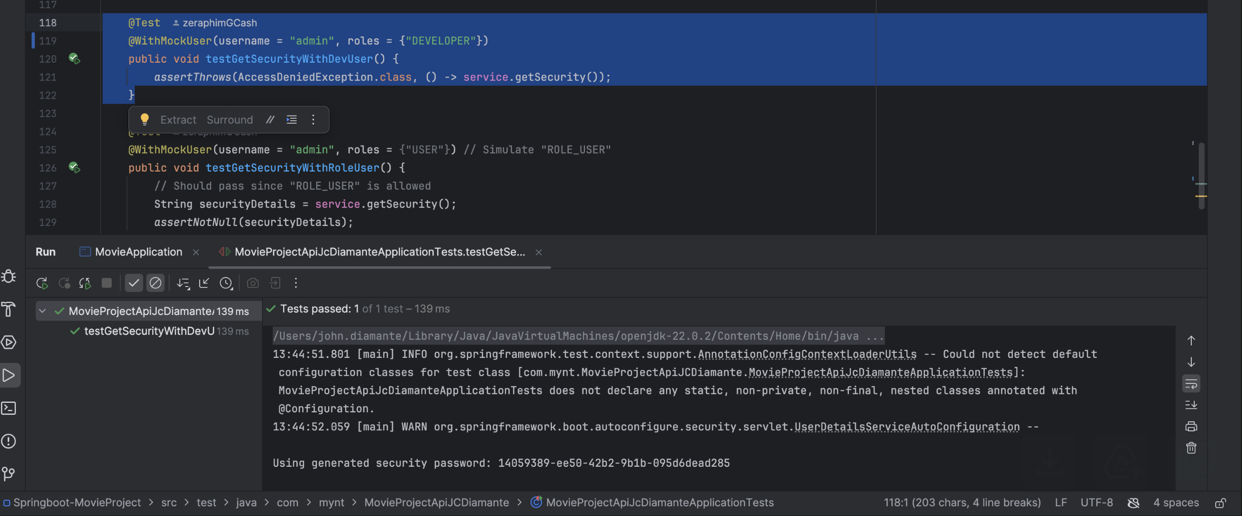 117
118 @Test zeraphimGCash
119 @WithMockUser(username = "admin", roles = {"DEVELOPER"})
120 public void testGetSecurityWithDevUser() {
121 assertThrows(AccessDeniedException.class, () -> service.getSecurity());
122 }
123 Extract Surround
124
125 @WithMockUser(username = "admin", roles = {"USER"}) // Simulate "ROLE_USER"
126 public void testGetSecurityWithRoleUser() {
127 // Should pass since "ROLE_USER" is allowed
128 String securityDetails = service.getSecurity();
129 assertNotNull(securityDetails);
Run MovieApplication MovieProjectApiJcDiamanteApplicationTests.testGetSe...
MovieProjectApiJcDiamante 139 ms
testGetSecurityWithDevU 139 ms
Tests passed: 1 of 1 test – 139 ms
/Users/john.diamante/Library/Java/JavaVirtualMachines/openjdk-22.0.2/Contents/Home/bin/java ...
13:44:51.801 [main] INFO org.springframework.test.context.support.AnnotationConfigContextLoaderUtils -- Could not detect default
configuration classes for test class [com.mynt.MovieProjectApiJCDiamante.MovieProjectApiJcDiamanteApplicationTests]:
MovieProjectApiJcDiamanteApplicationTests does not declare any static, non-private, non-final, nested classes annotated with
@Configuration.
13:44:52.059 [main] WARN org.springframework.boot.autoconfigure.security.servlet.UserDetailsServiceAutoConfiguration --
Using generated security password: 14059389-ee50-42b2-9b1b-095d6dead285
Springboot-MovieProject > src > test > java > com > mynt > MovieProjectApiJCDiamante > MovieProjectApiJcDiamanteApplicationTests 118:1 (203 chars, 4 line breaks) LF UTF-8 4 spaces